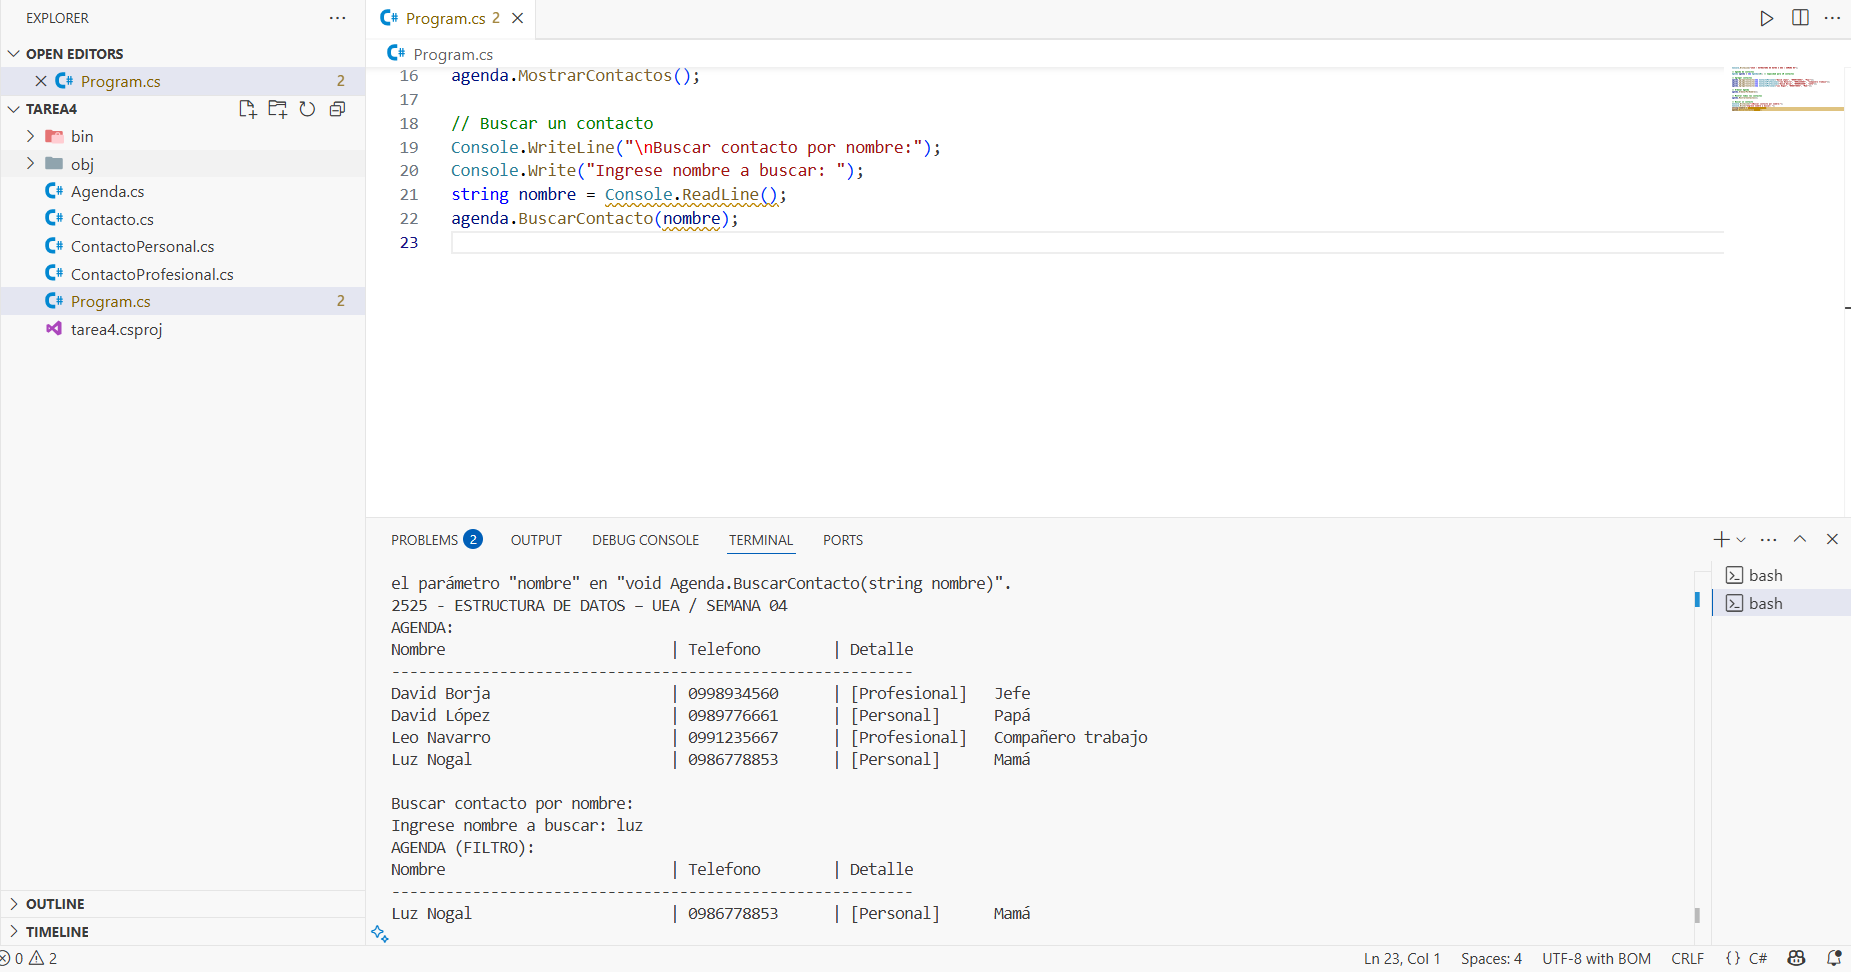 EXPLORER
OPEN EDITORS
Program.cs 2
TAREA4
bin
obj
Agenda.cs
Contacto.cs
ContactoPersonal.cs
ContactoProfesional.cs
Program.cs 2
tarea4.csproj
OUTLINE
TIMELINE
Program.cs 2
Program.cs
16 agenda.MostrarContactos();
17
18 // Buscar un contacto
19 Console.WriteLine("\nBuscar contacto por nombre:");
20 Console.Write("Ingrese nombre a buscar: ");
21 string nombre = Console.ReadLine();
22 agenda.BuscarContacto(nombre);
23
PROBLEMS 2 OUTPUT DEBUG CONSOLE TERMINAL PORTS
el parámetro "nombre" en "void Agenda.BuscarContacto(string nombre)".
2525 - ESTRUCTURA DE DATOS – UEA / SEMANA 04
AGENDA:
Nombre | Telefono | Detalle
----------------------------------------------------------
David Borja | 0998934560 | [Profesional] Jefe
David López | 0989776661 | [Personal] Papá
Leo Navarro | 0991235667 | [Profesional] Compañero trabajo
Luz Nogal | 0986778853 | [Personal] Mamá
Buscar contacto por nombre:
Ingrese nombre a buscar: luz
AGENDA (FILTRO):
Nombre | Telefono | Detalle
----------------------------------------------------------
Luz Nogal | 0986778853 | [Personal] Mamá
bash
bash
0 2
Ln 23, Col 1 Spaces: 4 UTF-8 with BOM CRLF {} C#